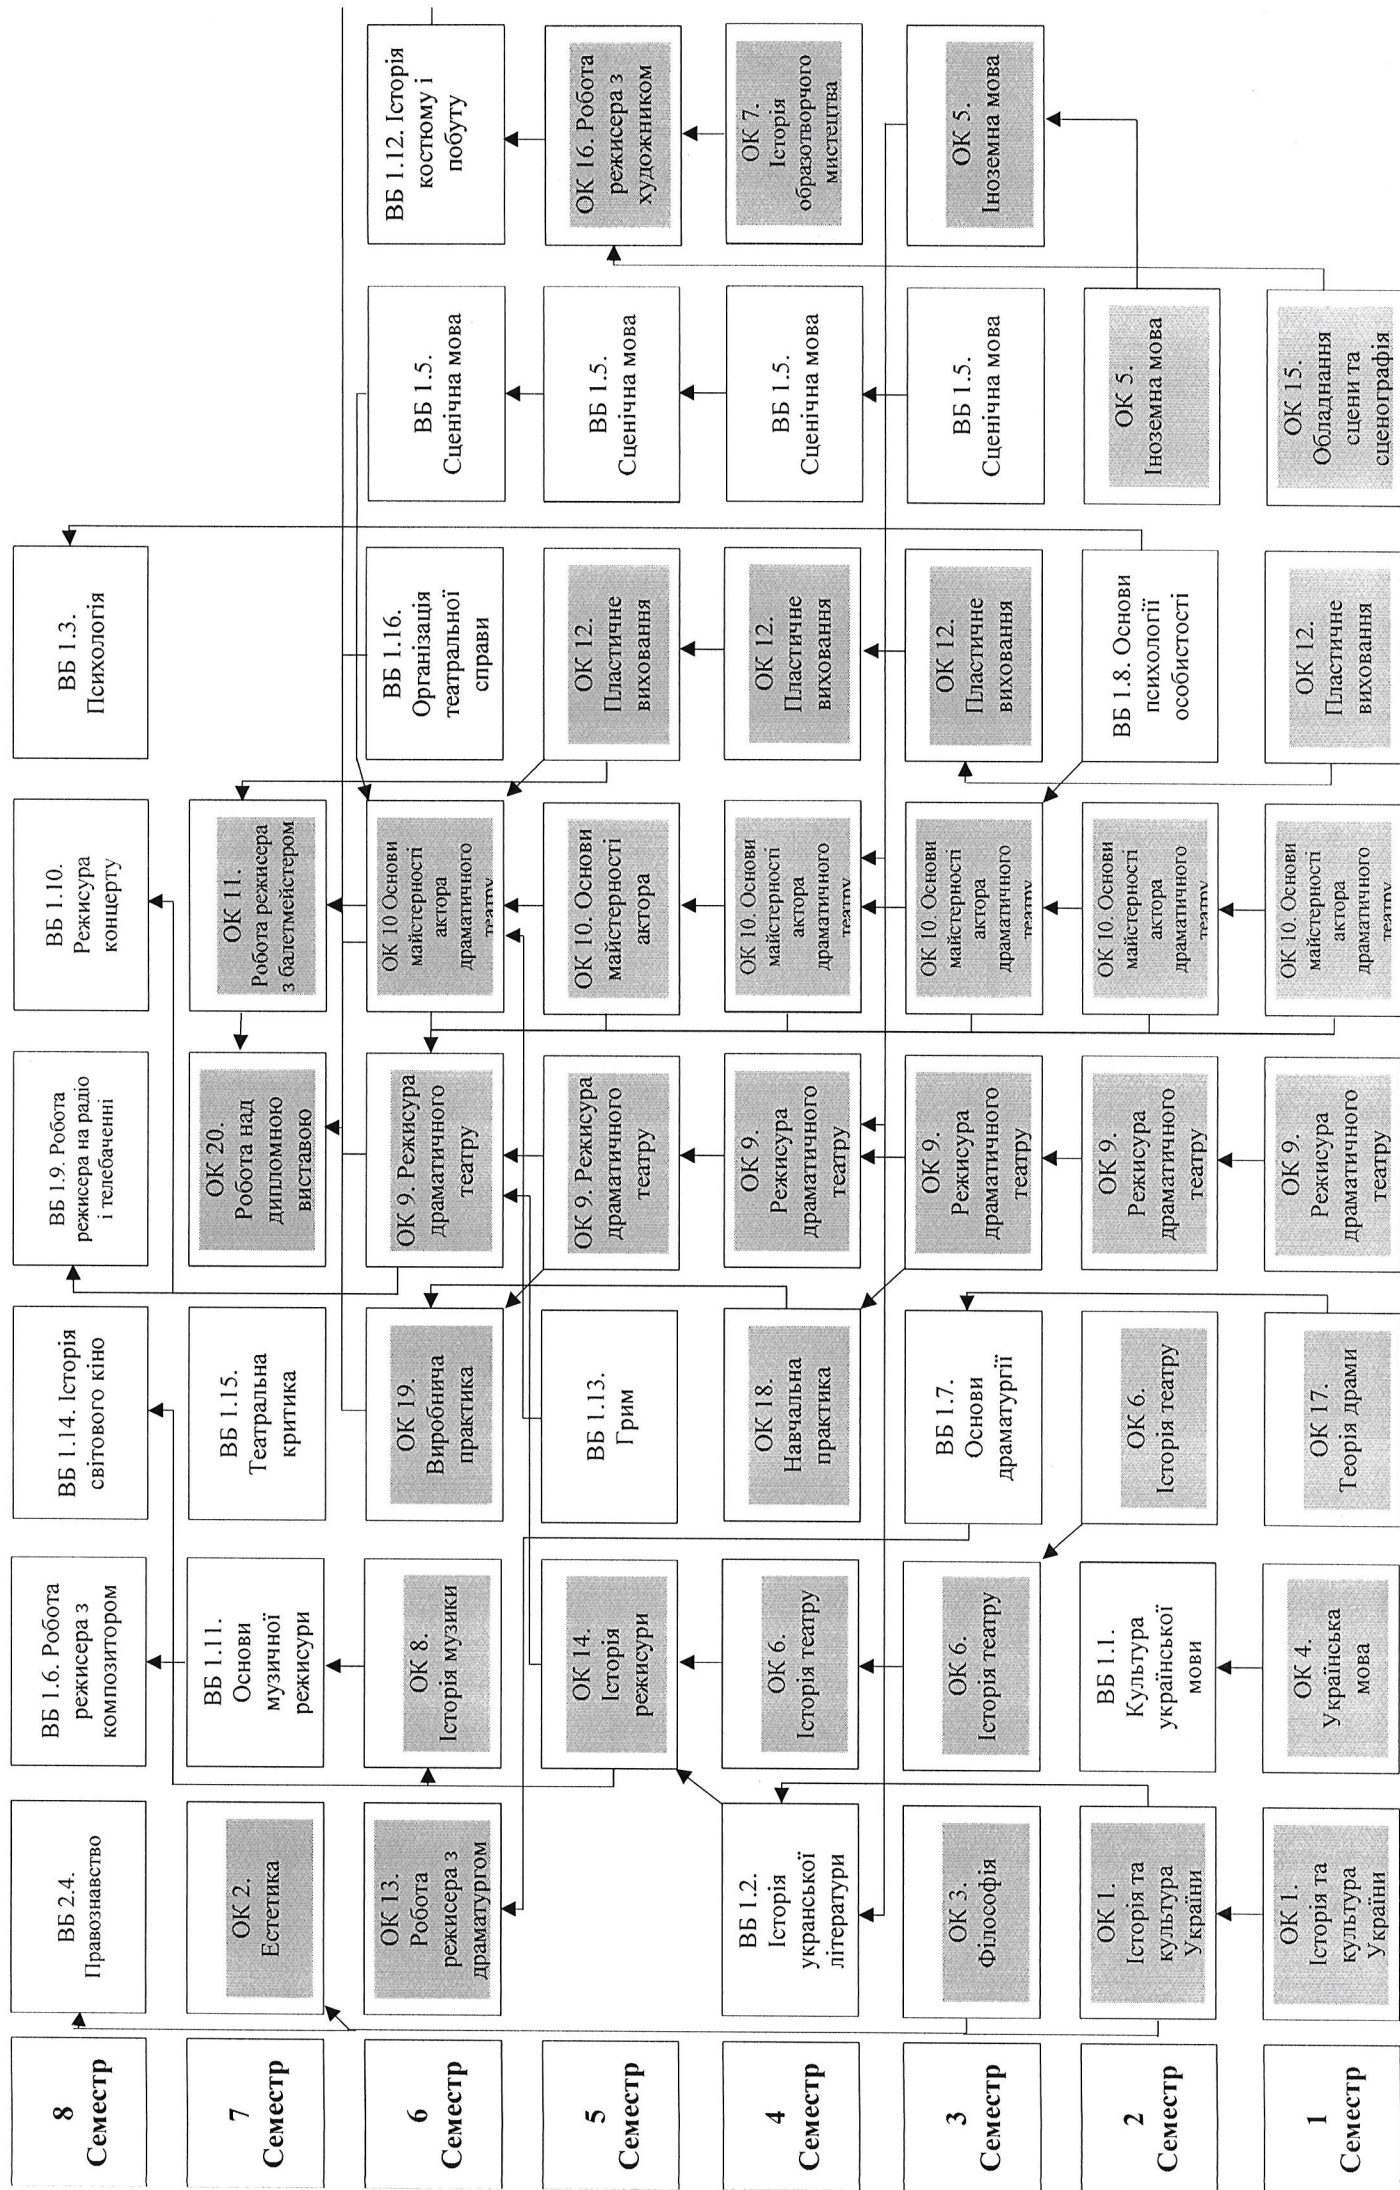 8
Семестр
ВБ 2.4.
Правознавство
ВБ 1.6. Робота
режисера з
композитором
ВБ 1.14. Історія
світового кіно
ВБ 1.9. Робота
режисера на радіо
і телебаченні
ВБ 1.10.
Режисура
концерту
ВБ 1.3.
Психологія
7
Семестр
ОК 2.
Естетика
ВБ 1.11.
Основи
музичної
режисури
ВБ 1.15.
Театральна
критика
ОК 20.
Робота над
дипломною
виставою
ОК 11.
Робота режисера
з балетмейстером
6
Семестр
ОК 13.
Робота
режисера з
драматургом
ОК 8.
Історія музики
ОК 19.
Виробнича
практика
ОК 9. Режисура
драматичного
театру
ОК 10 Основи
майстерності
актора
драматичного
театру
ВБ 1.16.
Організація
театральної
справи
ВБ 1.5.
Сценічна мова
ВБ 1.12. Історія
костюму і
побуту
5
Семестр
ОК 14.
Історія
режисури
ВБ 1.13.
Грим
ОК 9. Режисура
драматичного
театру
ОК 10. Основи
майстерності
актора
ОК 12.
Пластичне
виховання
ВБ 1.5.
Сценічна мова
ОК 16. Робота
режисера з
художником
4
Семестр
ВБ 1.2.
Історія
укранської
літератури
ОК 6.
Історія театру
ОК 18.
Навчальна
практика
ОК 9.
Режисура
драматичного
театру
ОК 10. Основи
майстерності
актора
драматичного
театру
ОК 12.
Пластичне
виховання
ВБ 1.5.
Сценічна мова
ОК 7.
Історія
образотворчого
мистецтва
3
Семестр
ОК 3.
Філософія
ОК 6.
Історія театру
ВБ 1.7.
Основи
драматургії
ОК 9.
Режисура
драматичного
театру
ОК 10. Основи
майстерності
актора
драматичного
театру
ОК 12.
Пластичне
виховання
ВБ 1.5.
Сценічна мова
ОК 5.
Іноземна мова
2
Семестр
ОК 1.
Історія та
культура
України
ВБ 1.1.
Культура
української
мови
ОК 6.
Історія театру
ОК 9.
Режисура
драматичного
театру
ОК 10. Основи
майстерності
актора
драматичного
театру
ВБ 1.8. Основи
психології
особистості
ОК 5.
Іноземна мова
1
Семестр
ОК 1.
Історія та
культура
України
ОК 4.
Українська
мова
ОК 17.
Теорія драми
ОК 9.
Режисура
драматичного
театру
ОК 10. Основи
майстерності
актора
драматичного
театру
ОК 12.
Пластичне
виховання
ОК 15.
Обладнання
сцени та
сценографія